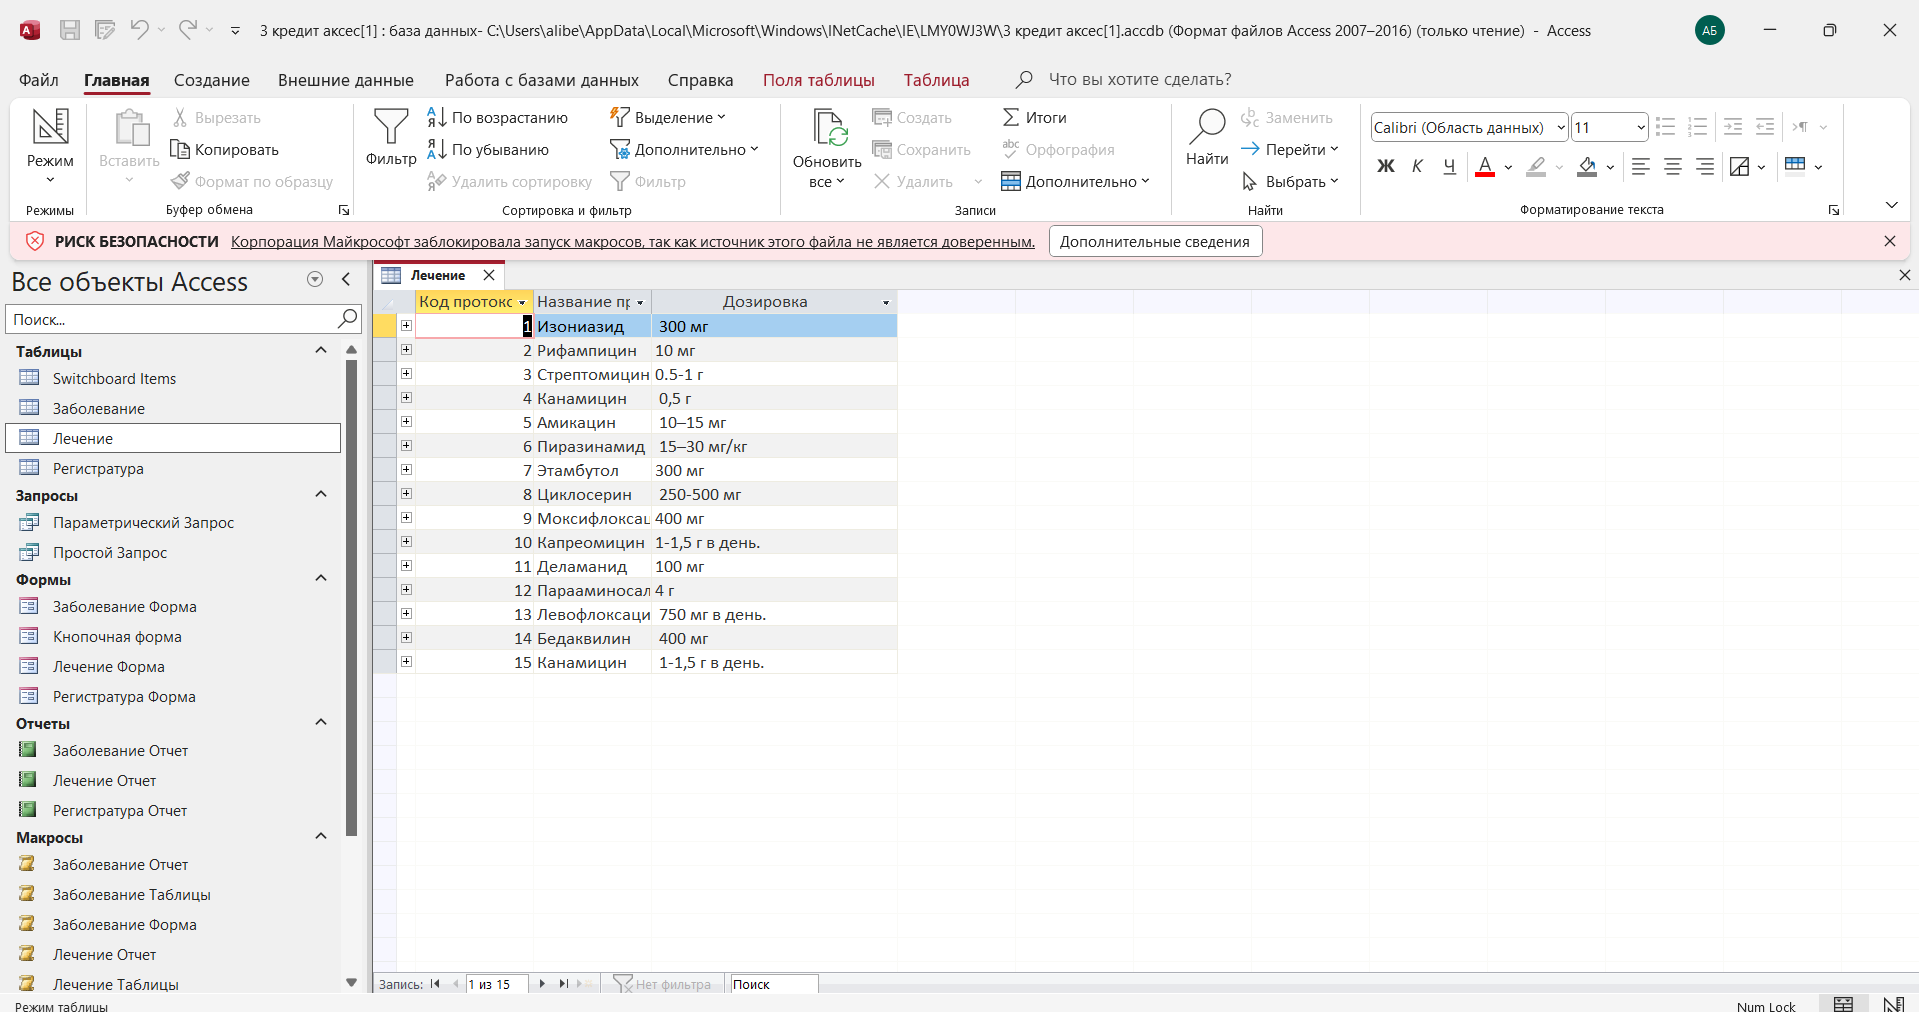 3 кредит аксес[1] : база данных- C:\Users\alibe\AppData\Local\Microsoft\Windows\INetCache\IE\LMY0WJ3W\3 кредит аксес[1].accdb (Формат файлов Access 2007–2016) (только чтение) - Access
АБ
Файл Главная Создание Внешние данные Работа с базами данных Справка Поля таблицы Таблица Что вы хотите сделать?
Режим
Режимы
Вставить
Вырезать
Копировать
Формат по образцу
Буфер обмена
Фильтр
По возрастанию
По убыванию
Удалить сортировку
Выделение
Дополнительно
Фильтр
Сортировка и фильтр
Обновить
все
Создать
Сохранить
Удалить
Итоги
Орфография
Дополнительно
Записи
Найти
Заменить
Перейти
Выбрать
Найти
Calibri (Область данных) 11
Ж К Ч А
Форматирование текста
РИСК БЕЗОПАСНОСТИ Корпорация Майкрософт заблокировала запуск макросов, так как источник этого файла не является доверенным. Дополнительные сведения
Все объекты Access
Поиск...
Таблицы
Switchboard Items
Заболевание
Лечение
Регистратура
Запросы
Параметрический Запрос
Простой Запрос
Формы
Заболевание Форма
Кнопочная форма
Лечение Форма
Регистратура Форма
Отчеты
Заболевание Отчет
Лечение Отчет
Регистратура Отчет
Макросы
Заболевание Отчет
Заболевание Таблицы
Заболевание Форма
Лечение Отчет
Лечение Таблицы
Лечение
Код протокс Название пр Дозировка
1 Изониазид 300 мг
2 Рифампицин 10 мг
3 Стрептомицин 0.5-1 г
4 Канамицин 0,5 г
5 Амикацин 10–15 мг
6 Пиразинамид 15–30 мг/кг
7 Этамбутол 300 мг
8 Циклосерин 250-500 мг
9 Моксифлоксац 400 мг
10 Капреомицин 1-1,5 г в день.
11 Деламанид 100 мг
12 Парааминосал 4 г
13 Левофлоксаци 750 мг в день.
14 Бедаквилин 400 мг
15 Канамицин 1-1,5 г в день.
Запись: 1 из 15 Нет фильтра Поиск
Режим таблицы Num Lock